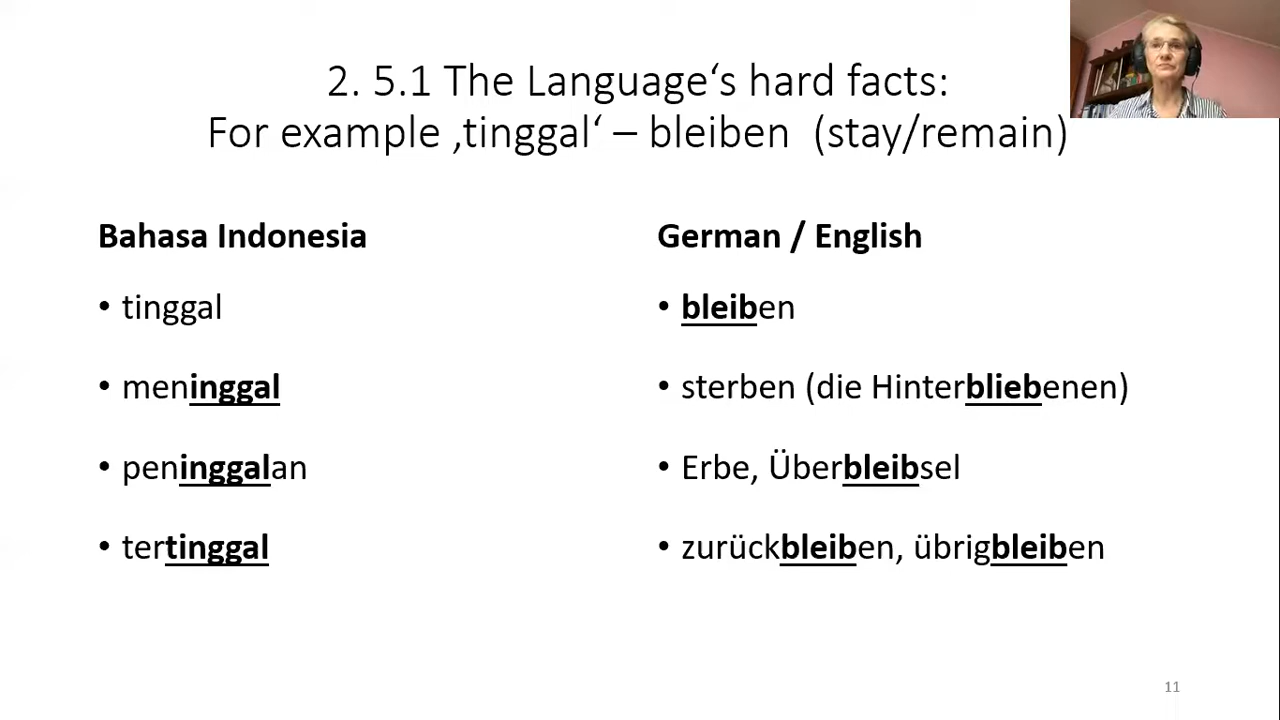 2. 5.1 The Language‘s hard facts:
For example ‚tinggal‘ – bleiben (stay/remain)
Bahasa Indonesia
• tinggal
• meninggal
• peninggalan
• tertinggal
German / English
• bleiben
• sterben (die Hinterbliebenen)
• Erbe, Überbleibsel
• zurückbleiben, übrigbleiben
11